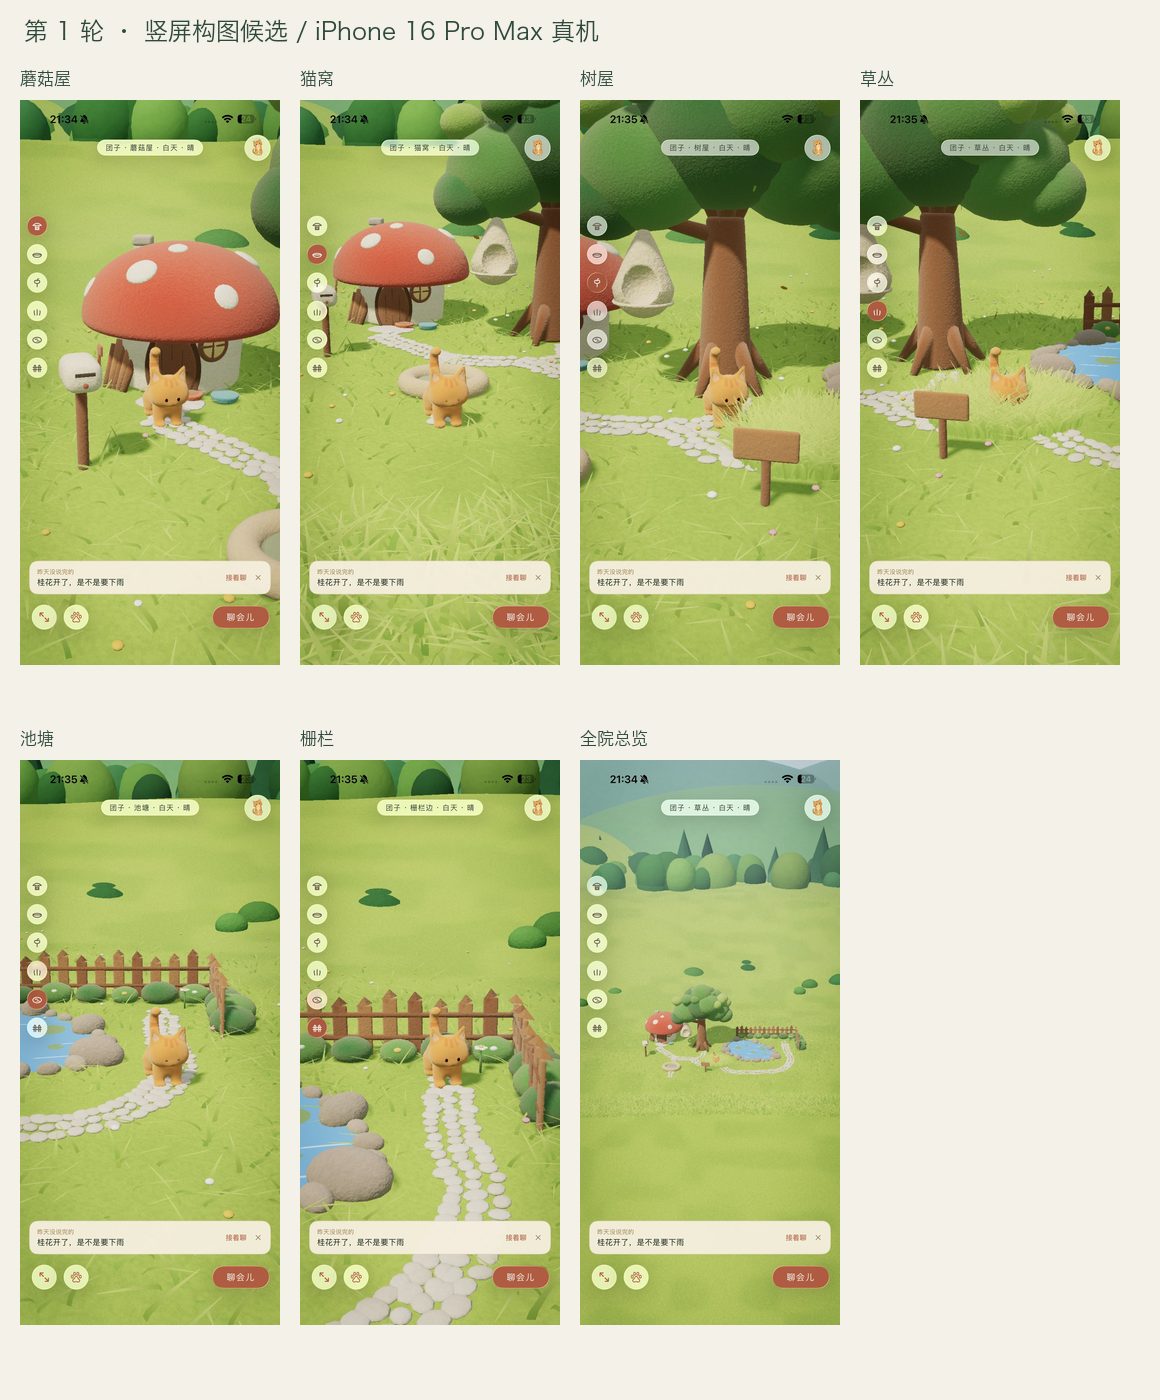 第 1 轮 · 竖屏构图候选 / iPhone 16 Pro Max 真机
蘑菇屋
猫窝
树屋
草丛
21:34
团子 · 蘑菇屋 · 白天 · 晴
昨天没说完的
桂花开了，是不是要下雨
接着聊
聊会儿
21:34
团子 · 猫窝 · 白天 · 晴
昨天没说完的
桂花开了，是不是要下雨
接着聊
聊会儿
21:35
团子 · 树屋 · 白天 · 晴
昨天没说完的
桂花开了，是不是要下雨
接着聊
聊会儿
21:35
团子 · 草丛 · 白天 · 晴
昨天没说完的
桂花开了，是不是要下雨
接着聊
聊会儿
池塘
栅栏
全院总览
21:35
团子 · 池塘 · 白天 · 晴
昨天没说完的
桂花开了，是不是要下雨
接着聊
聊会儿
21:35
团子 · 栅栏边 · 白天 · 晴
昨天没说完的
桂花开了，是不是要下雨
接着聊
聊会儿
21:34
团子 · 草丛 · 白天 · 晴
昨天没说完的
桂花开了，是不是要下雨
接着聊
聊会儿